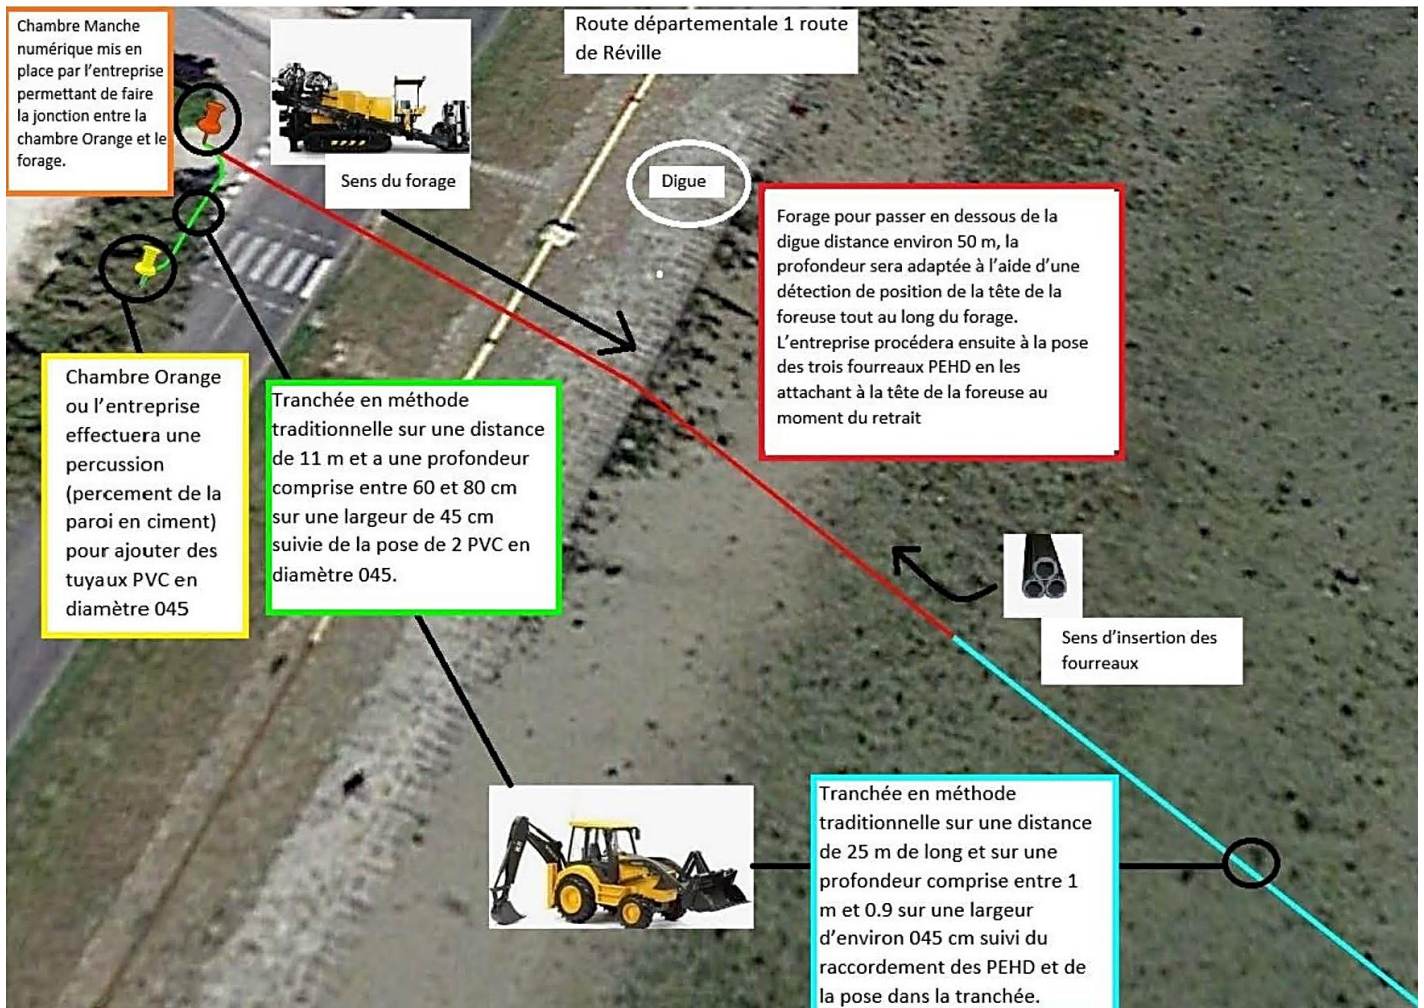 Chambre Manche
numérique mis en
place par l’entreprise
permettant de faire
la jonction entre la
chambre Orange et le
forage.
Sens du forage
Route départementale 1 route
de Réville
Digue
Forage pour passer en dessous de la
digue distance environ 50 m, la
profondeur sera adaptée à l’aide d’une
détection de position de la tête de la
foreuse tout au long du forage.
L’entreprise procédera ensuite à la pose
des trois fourreaux PEHD en les
attachant à la tête de la foreuse au
moment du retrait
Chambre Orange
ou l’entreprise
effectuera une
percussion
(percement de la
paroi en ciment)
pour ajouter des
tuyaux PVC en
diamètre 045
Tranchée en méthode
traditionnelle sur une distance
de 11 m et a une profondeur
comprise entre 60 et 80 cm
sur une largeur de 45 cm
suivie de la pose de 2 PVC en
diamètre 045.
Sens d’insertion des
fourreaux
Tranchée en méthode
traditionnelle sur une distance
de 25 m de long et sur une
profondeur comprise entre 1
m et 0.9 sur une largeur
d’environ 045 cm suivi du
raccordement des PEHD et de
la pose dans la tranchée.